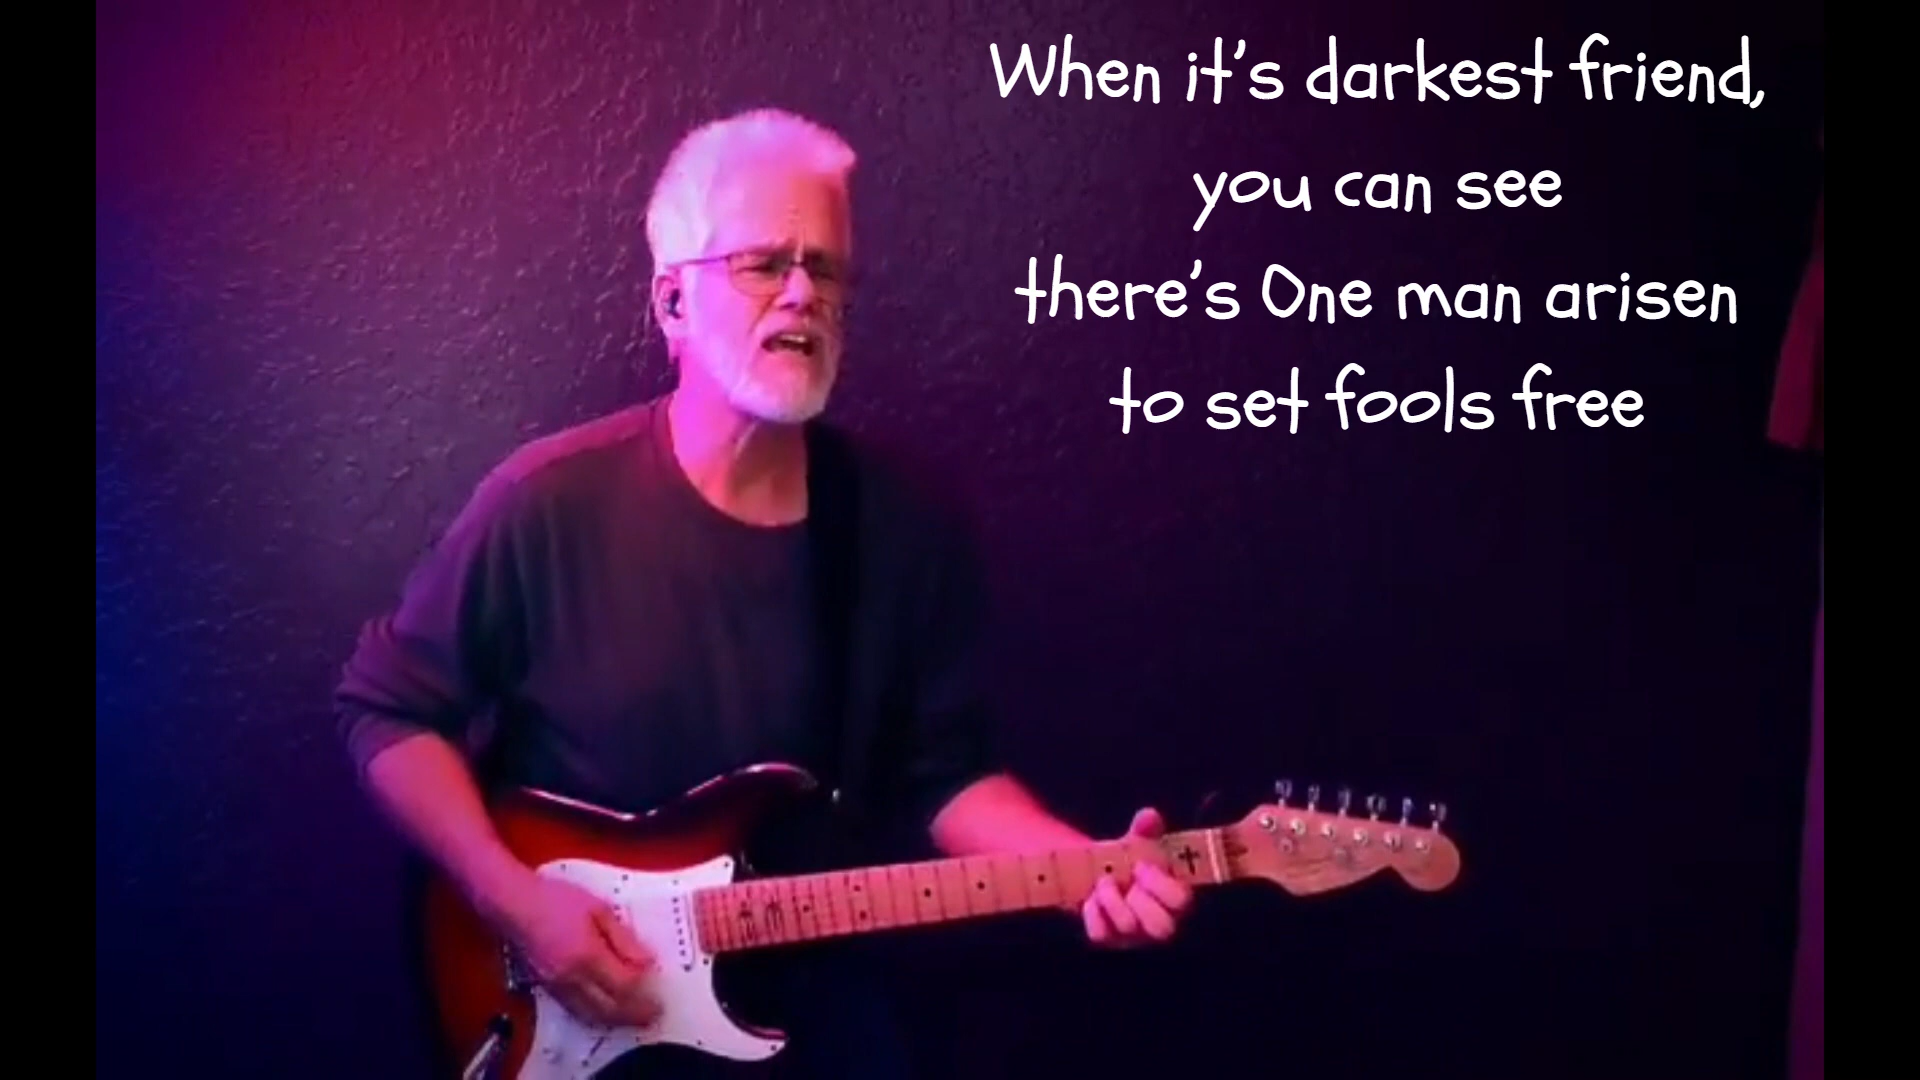 When it's darkest friend,
you can see
there's One man arisen
to set fools free